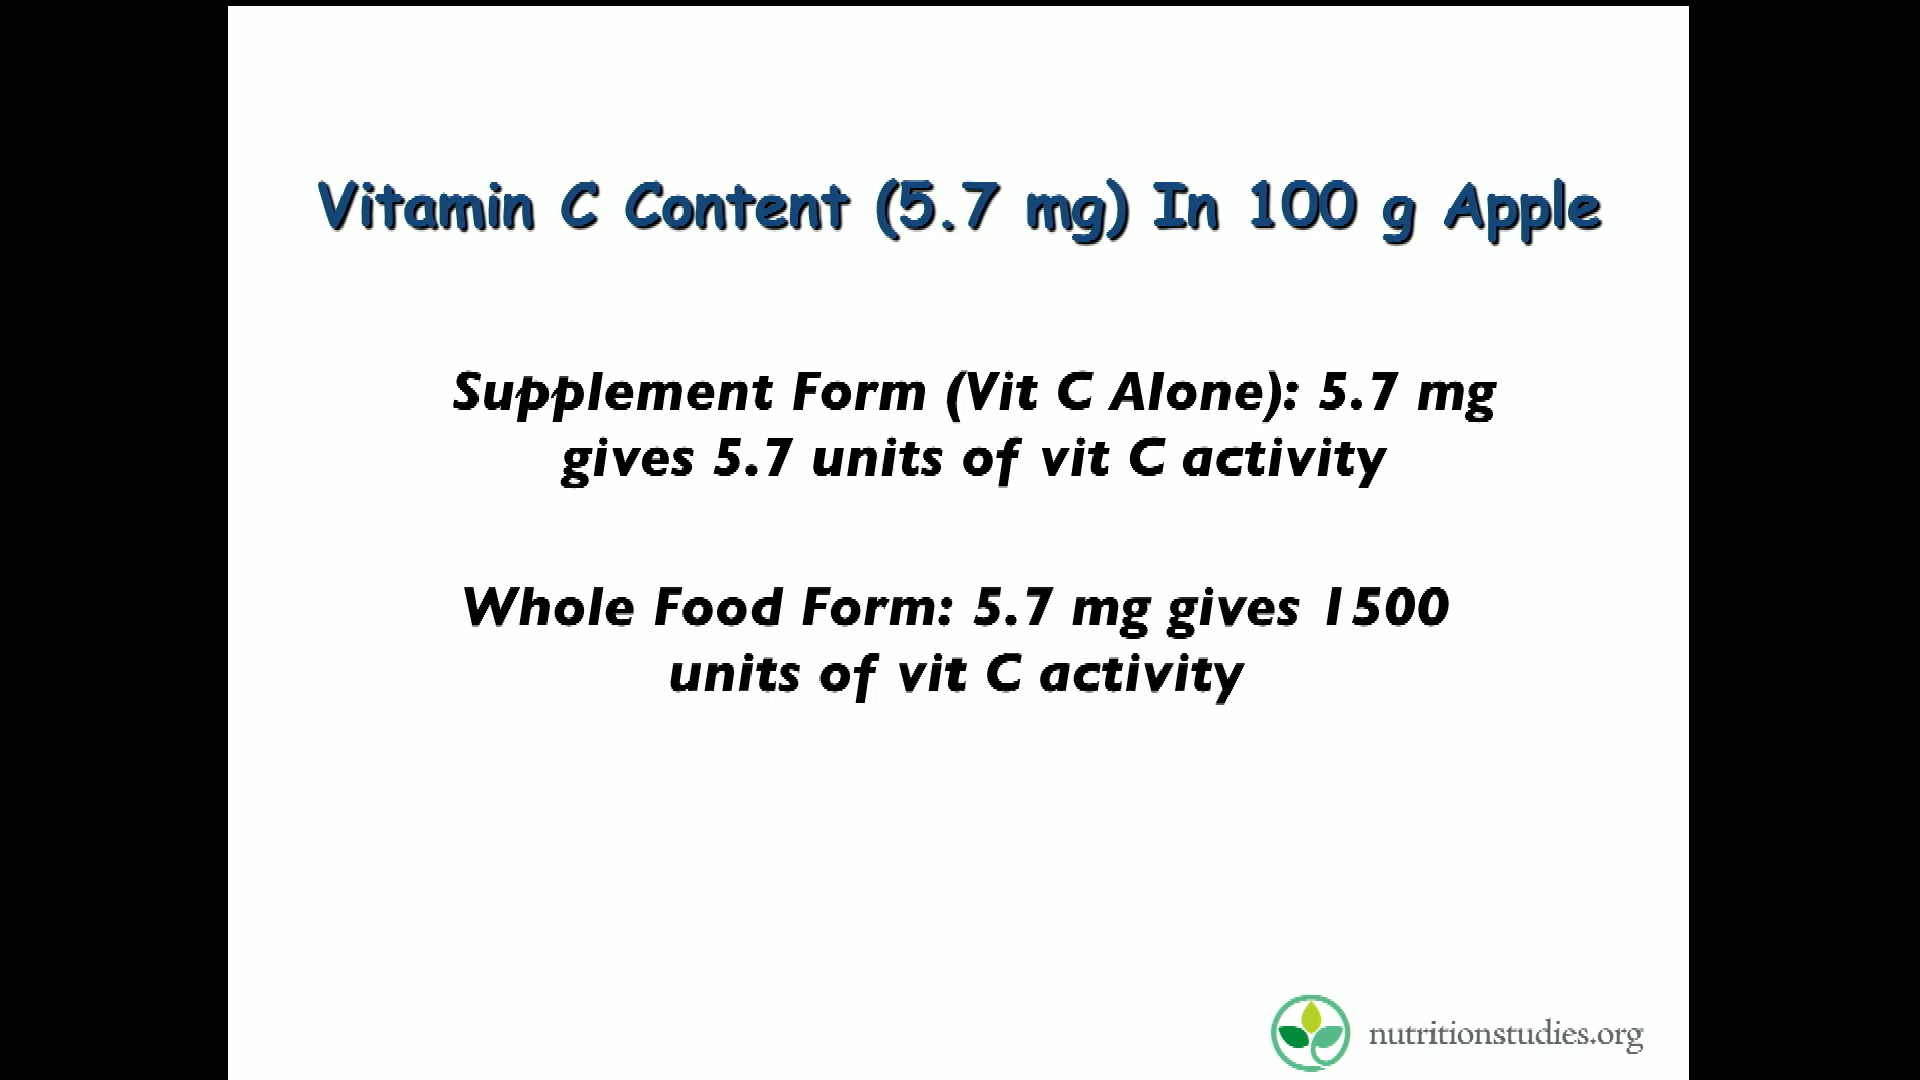 Vitamin C Content (5.7 mg) In 100 g Apple
Supplement Form (Vit C Alone): 5.7 mg
gives 5.7 units of vit C activity
Whole Food Form: 5.7 mg gives 1500
units of vit C activity
nutritionstudies.org